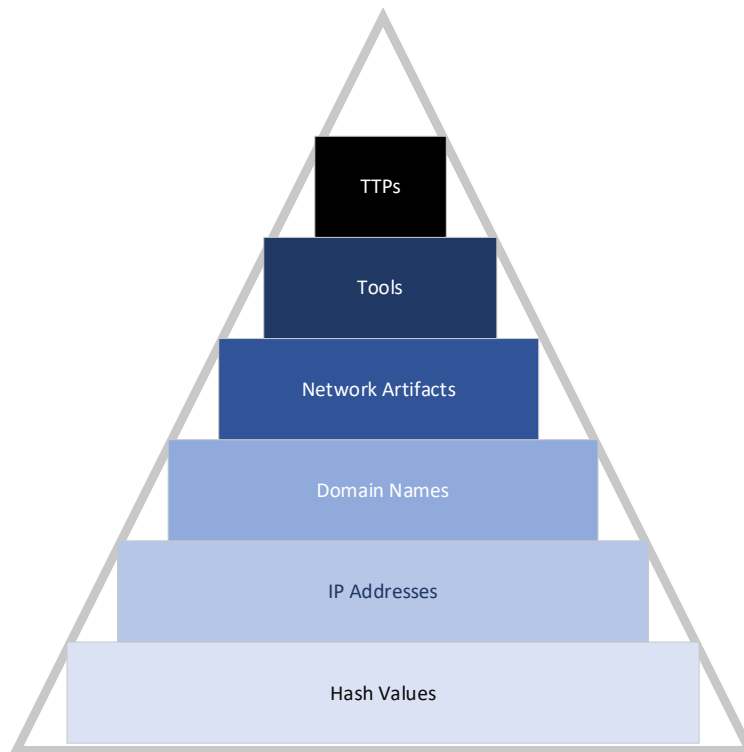 TTPs
Tools
Network Artifacts
Domain Names
IP Addresses
Hash Values